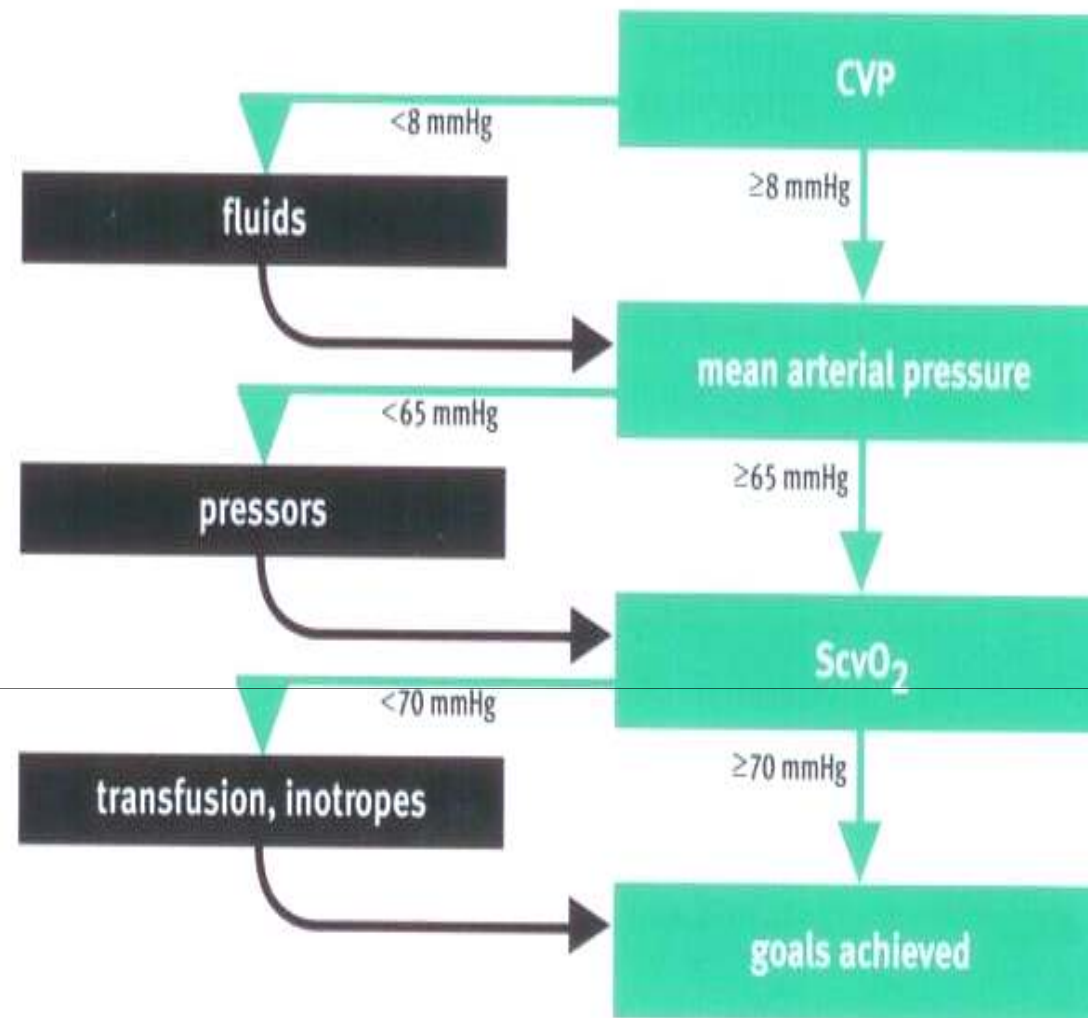 CVP
<8 mmHg
≥8 mmHg
fluids
mean arterial pressure
<65 mmHg
≥65 mmHg
pressors
ScvO₂
<70 mmHg
≥70 mmHg
transfusion, inotropes
goals achieved